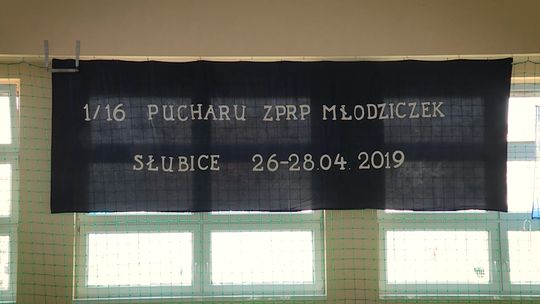 1/16 PUCHARU ZPRP MŁODZICZEK
SŁUBICE 26-28.04.2019